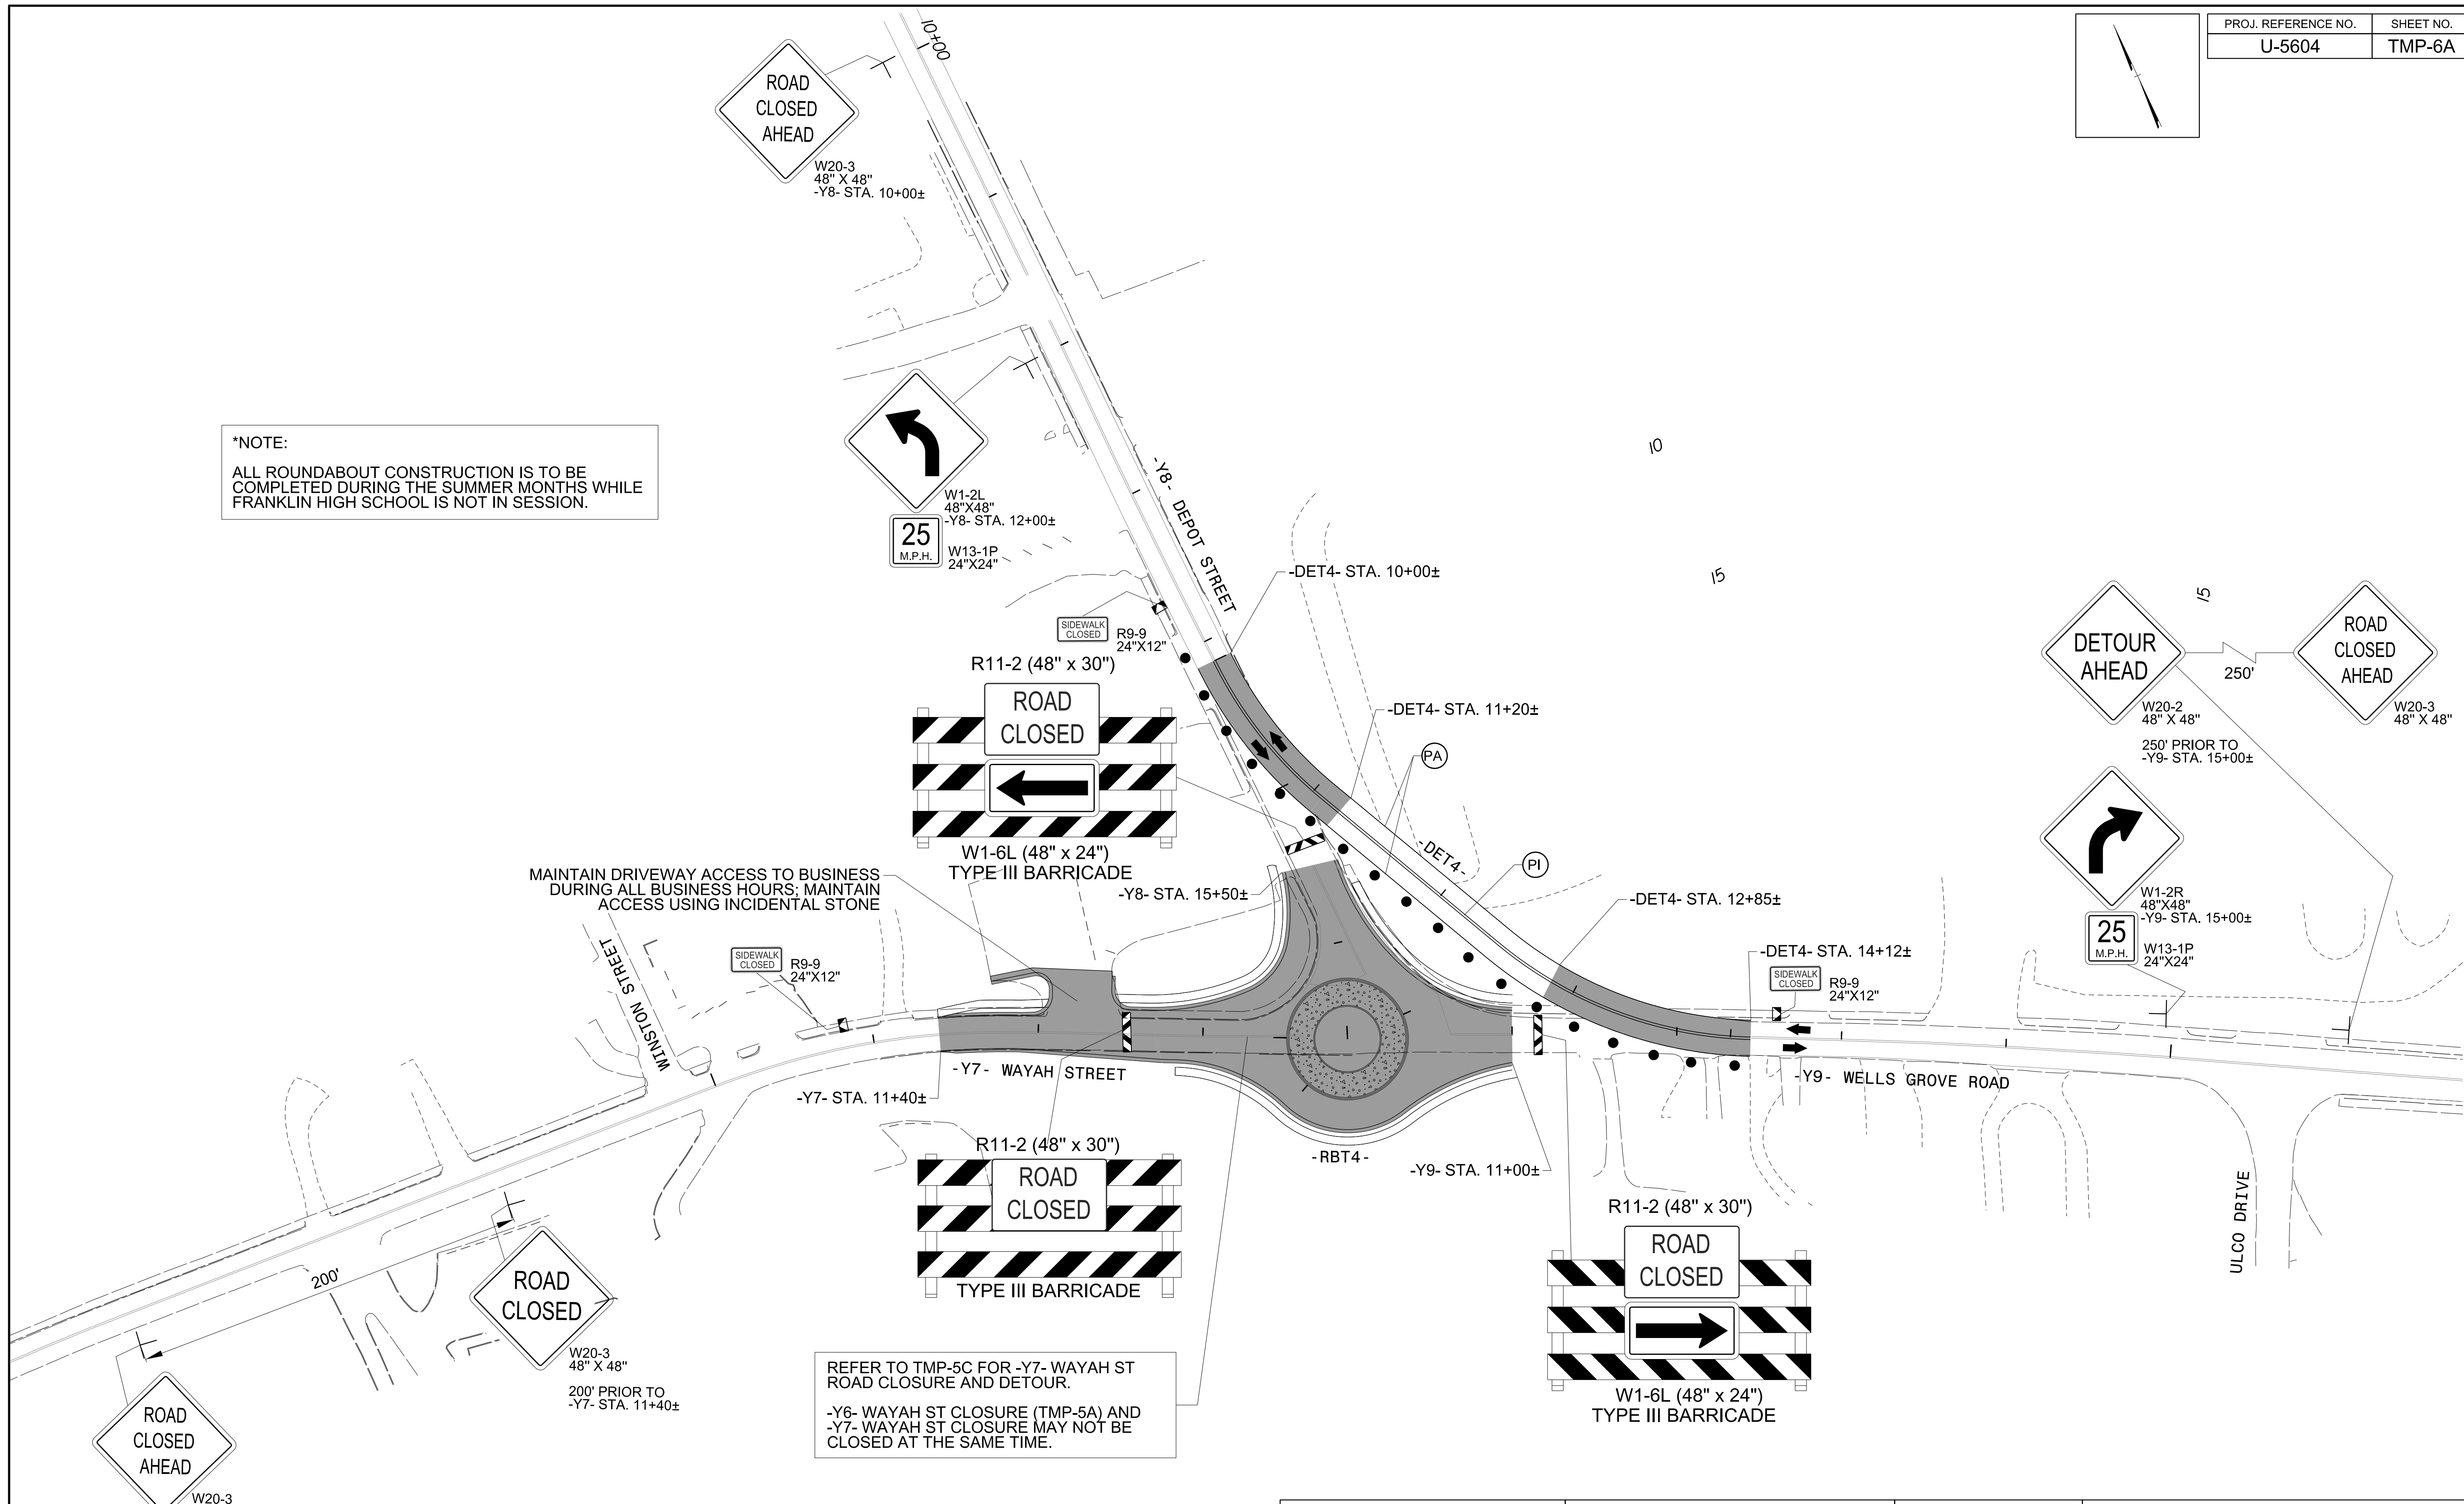 PROJ. REFERENCE NO.
SHEET NO.
U-5604
TMP-6A
10+00
ROAD
CLOSED
AHEAD
W20-3
48" X 48"
-Y8- STA. 10+00±
*NOTE:
ALL ROUNDABOUT CONSTRUCTION IS TO BE
COMPLETED DURING THE SUMMER MONTHS WHILE
FRANKLIN HIGH SCHOOL IS NOT IN SESSION.
W1-2L
48"X48"
-Y8- STA. 12+00±
25
M.P.H.
W13-1P
24"X24"
-Y8- DEPOT STREET
10
15
15
-DET4- STA. 10+00±
SIDEWALK
CLOSED
R9-9
24"X12"
R11-2 (48" x 30")
ROAD
CLOSED
W1-6L (48" x 24")
TYPE III BARRICADE
-DET4- STA. 11+20±
PA
-DET4-
PI
DETOUR
AHEAD
W20-2
48" X 48"
250' PRIOR TO
-Y9- STA. 15+00±
250'
ROAD
CLOSED
AHEAD
W20-3
48" X 48"
W1-2R
48"X48"
-Y9- STA. 15+00±
25
M.P.H.
W13-1P
24"X24"
MAINTAIN DRIVEWAY ACCESS TO BUSINESS
DURING ALL BUSINESS HOURS; MAINTAIN
ACCESS USING INCIDENTAL STONE
-Y8- STA. 15+50±
-DET4- STA. 12+85±
-DET4- STA. 14+12±
SIDEWALK
CLOSED
R9-9
24"X12"
WINSTON STREET
SIDEWALK
CLOSED
R9-9
24"X12"
-Y7- WAYAH STREET
-Y7- STA. 11+40±
-Y9- WELLS GROVE ROAD
-RBT4-
-Y9- STA. 11+00±
ULCO DRIVE
R11-2 (48" x 30")
ROAD
CLOSED
TYPE III BARRICADE
R11-2 (48" x 30")
ROAD
CLOSED
W1-6L (48" x 24")
TYPE III BARRICADE
200'
ROAD
CLOSED
W20-3
48" X 48"
200' PRIOR TO
-Y7- STA. 11+40±
REFER TO TMP-5C FOR -Y7- WAYAH ST
ROAD CLOSURE AND DETOUR.
-Y6- WAYAH ST CLOSURE (TMP-5A) AND
-Y7- WAYAH ST CLOSURE MAY NOT BE
CLOSED AT THE SAME TIME.
ROAD
CLOSED
AHEAD
W20-3